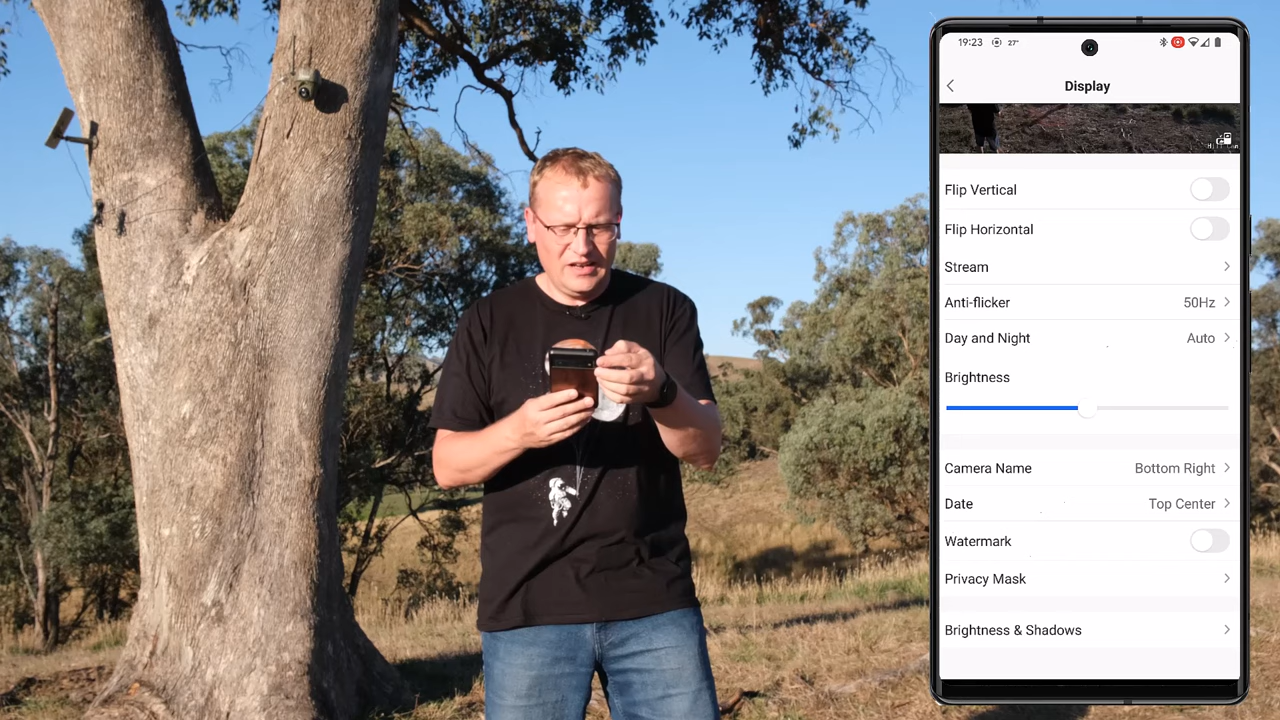 19:23 27°
Display
Flip Vertical
Flip Horizontal
Stream
Anti-flicker 50Hz
Day and Night Auto
Brightness
Camera Name Bottom Right
Date Top Center
Watermark
Privacy Mask
Brightness & Shadows